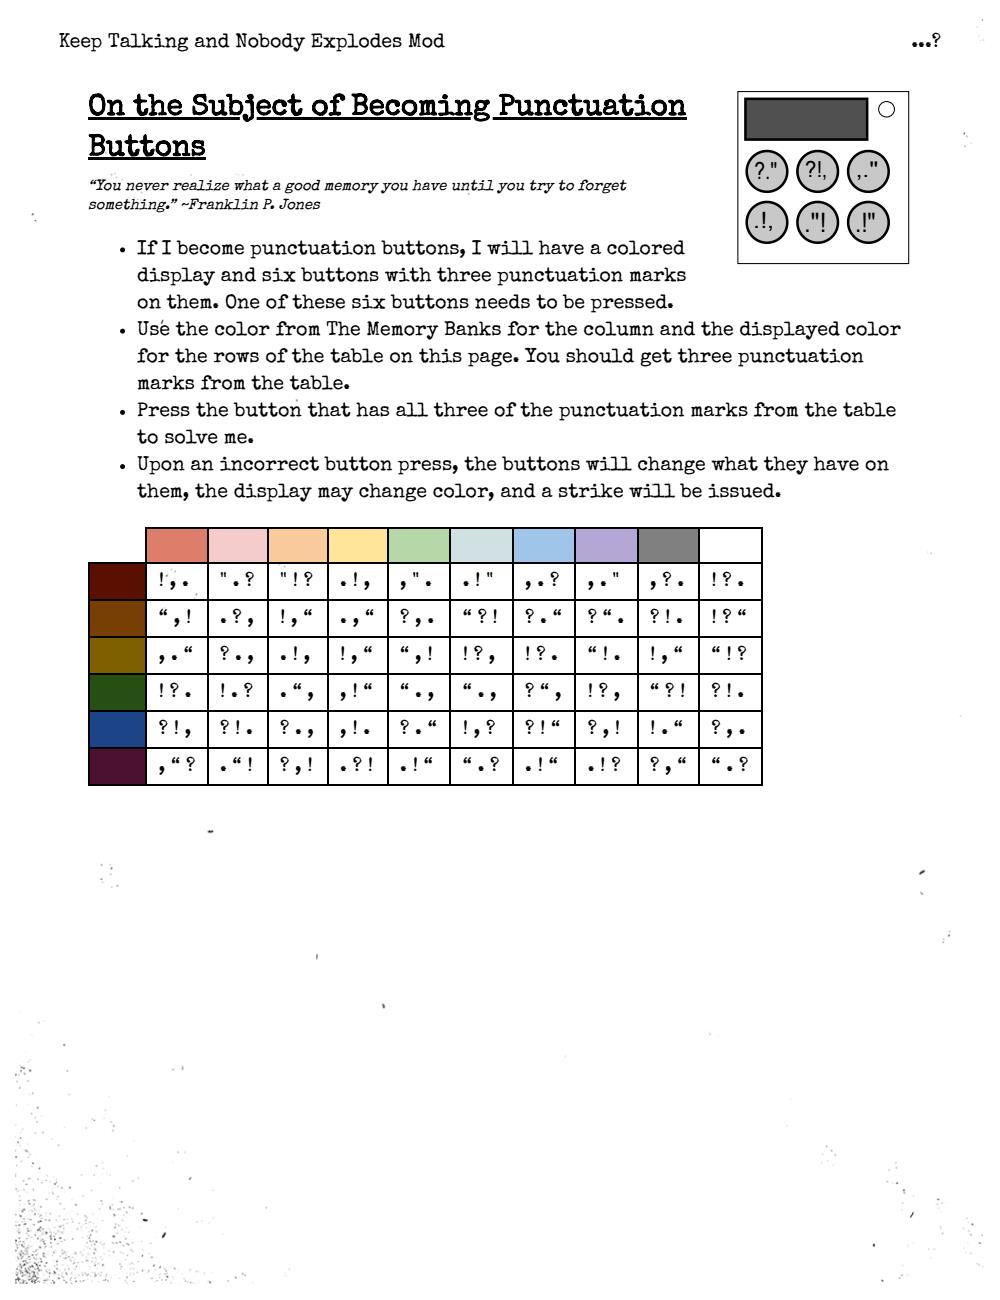 Keep Talking and Nobody Explodes Mod
…?
On the Subject of Becoming Punctuation
Buttons
“You never realize what a good memory you have until you try to forget
something.” ~Franklin P. Jones
?."
?!,
,."
.!,
."!
.!"
• If I become punctuation buttons, I will have a colored
display and six buttons with three punctuation marks
on them. One of these six buttons needs to be pressed.
• Use the color from The Memory Banks for the column and the displayed color
for the rows of the table on this page. You should get three punctuation
marks from the table.
• Press the button that has all three of the punctuation marks from the table
to solve me.
• Upon an incorrect button press, the buttons will change what they have on
them, the display may change color, and a strike will be issued.
!,. ".? "!? .!, ,". .!" ,.? ,." ,?. !?.
“,! .?, !,“ .,“ ?,. “?! ?.“ ?“. ?!. !?“
,.“ ?., .!, !,“ “,! !?, !?. “!. !,“ “!?
!?. !.? .“, ,!“ “., “., ?“, !?, “?! ?!.
?!, ?!. ?., ,!. ?.“ !,? ?!“ ?,! !.“ ?,.
,“? .“! ?,! .?! .!“ “.? .!“ .!? ?,“ “.?